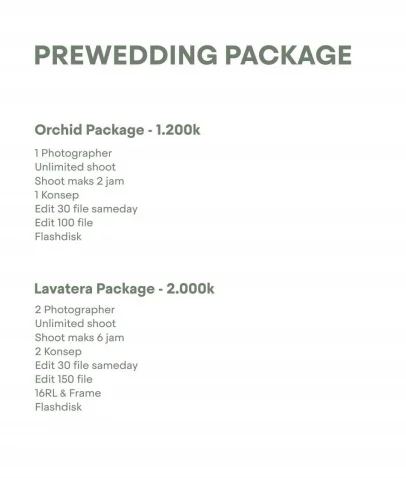 PREWEDDING PACKAGE
Orchid Package - 1.200k
1 Photographer
Unlimited shoot
Shoot maks 2 jam
1 Konsep
Edit 30 file sameday
Edit 100 file
Flashdisk
Lavatera Package - 2.000k
2 Photographer
Unlimited shoot
Shoot maks 6 jam
2 Konsep
Edit 30 file sameday
Edit 150 file
16RL & Frame
Flashdisk